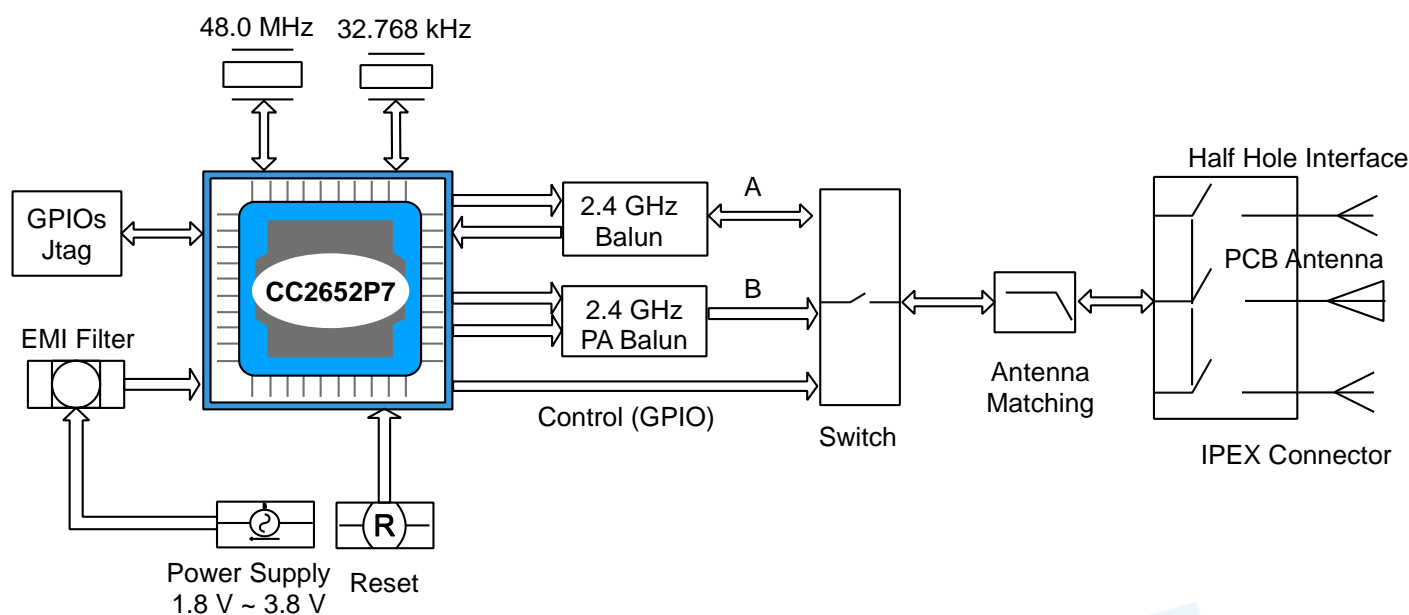 48.0 MHz
32.768 kHz
GPIOs
Jtag
CC2652P7
2.4 GHz
Balun
A
2.4 GHz
PA Balun
B
EMI Filter
Control (GPIO)
Switch
Antenna
Matching
Half Hole Interface
PCB Antenna
IPEX Connector
R
Power Supply
1.8 V ~ 3.8 V
Reset